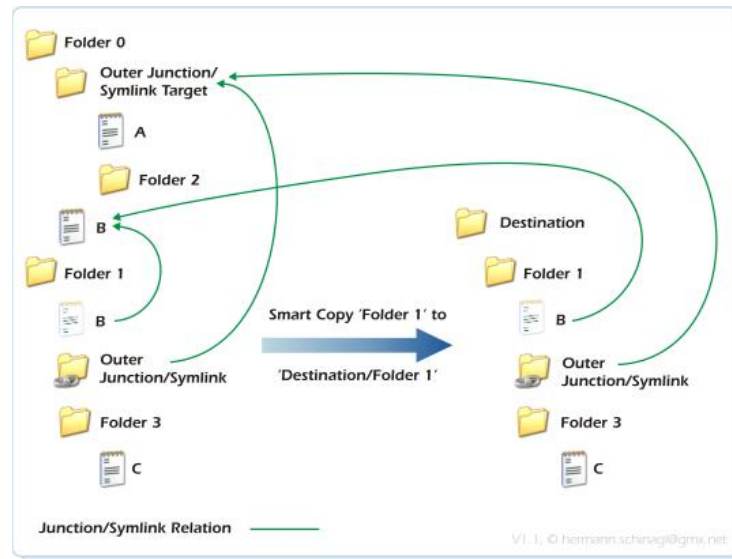 Folder 0
Outer Junction/
Symlink Target
A
Folder 2
B
Folder 1
B
Outer
Junction/Symlink
Folder 3
C
Smart Copy 'Folder 1' to
'Destination/Folder 1'
Destination
Folder 1
B
Outer
Junction/Symlink
Folder 3
C
Junction/Symlink Relation
V1.1, © hermann.schinagl@gmx.net